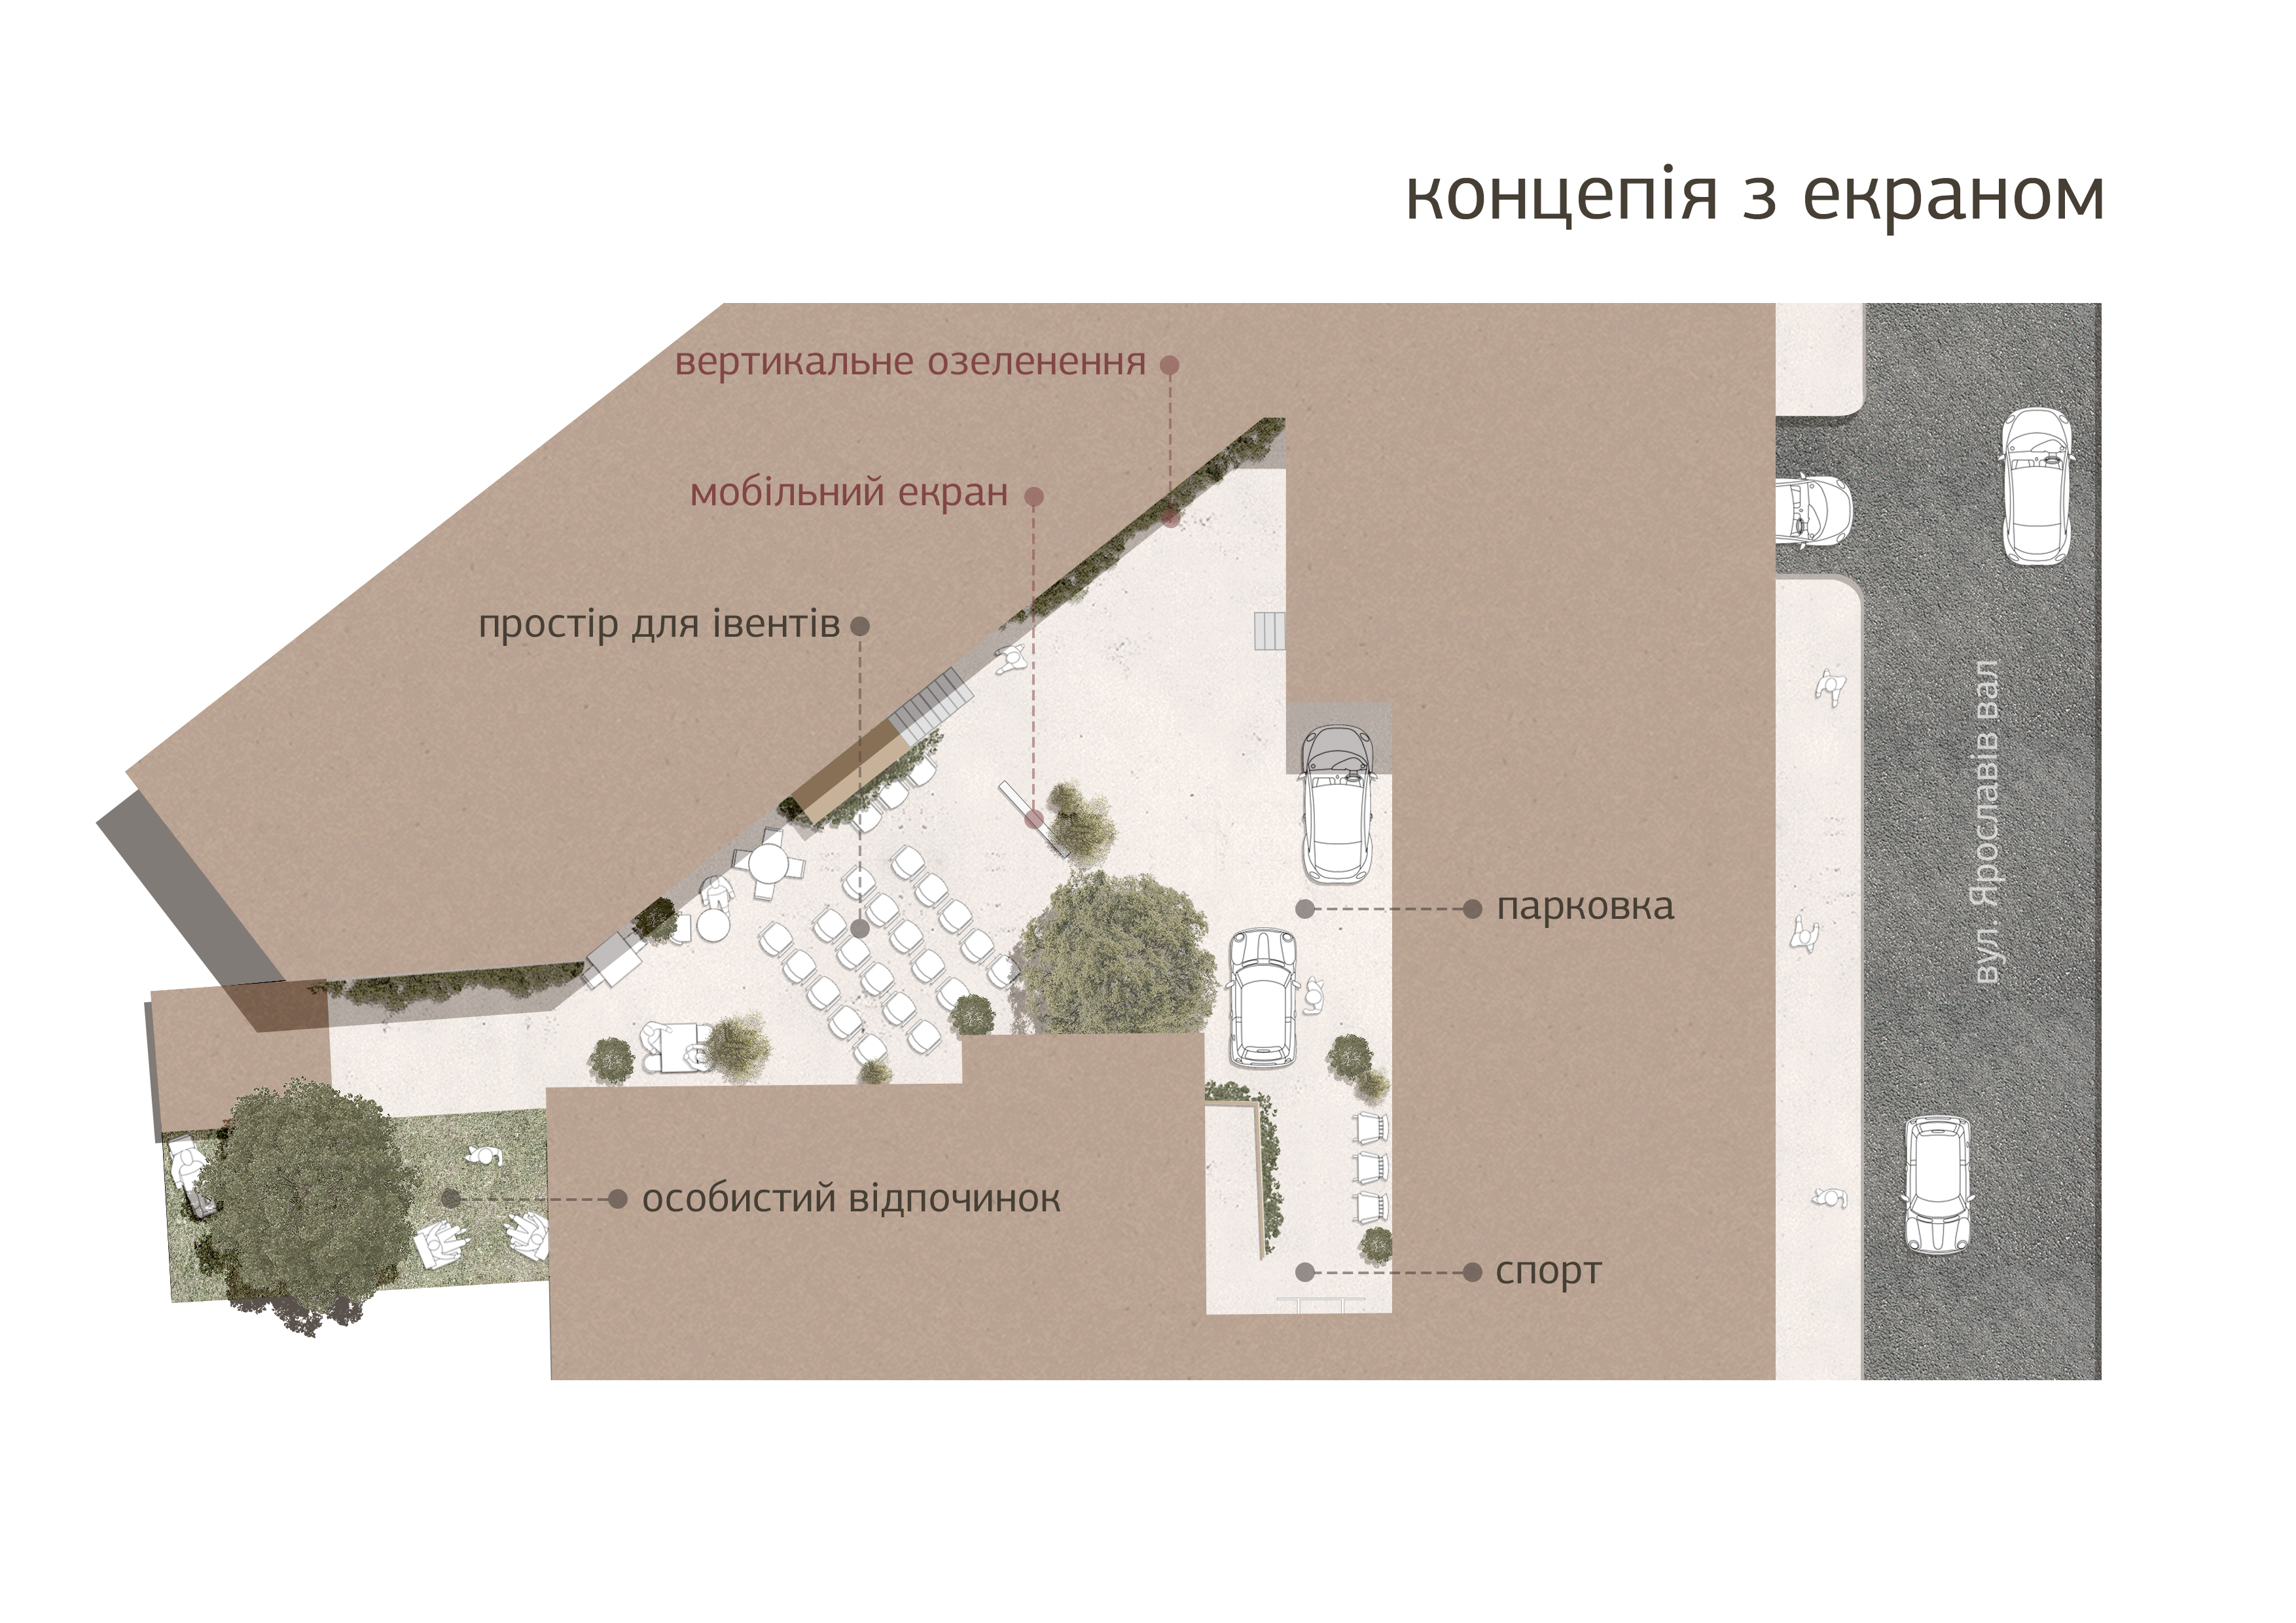 концепія з екраном
вертикальне озеленення
мобільний екран
простір для івентів
вул. Ярославів вал
парковка
особистий відпочинок
спорт